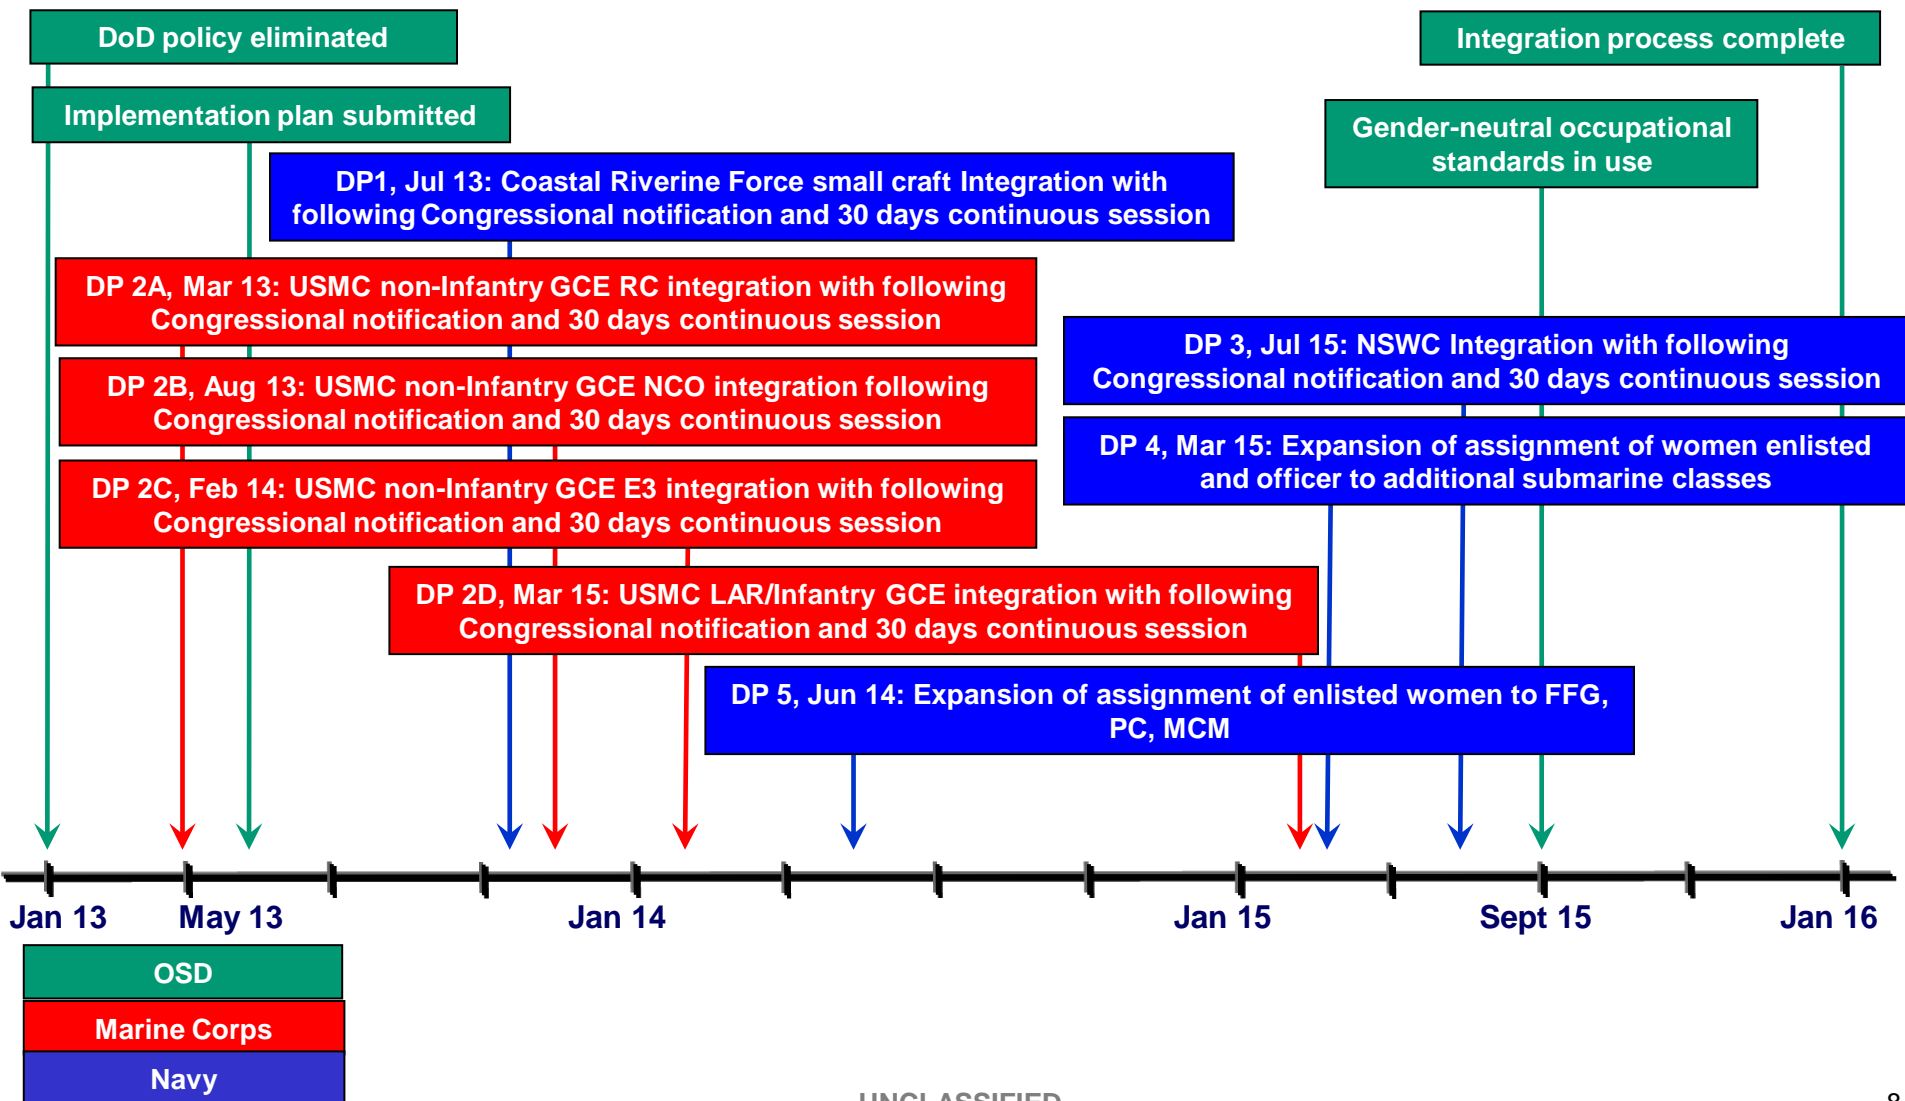 DoD policy eliminated
Integration process complete
Implementation plan submitted
Gender-neutral occupational
standards in use
DP1, Jul 13: Coastal Riverine Force small craft Integration with
following Congressional notification and 30 days continuous session
DP 2A, Mar 13: USMC non-Infantry GCE RC integration with following
Congressional notification and 30 days continuous session
DP 3, Jul 15: NSWC Integration with following
Congressional notification and 30 days continuous session
DP 2B, Aug 13: USMC non-Infantry GCE NCO integration following
Congressional notification and 30 days continuous session
DP 4, Mar 15: Expansion of assignment of women enlisted
and officer to additional submarine classes
DP 2C, Feb 14: USMC non-Infantry GCE E3 integration with following
Congressional notification and 30 days continuous session
DP 2D, Mar 15: USMC LAR/Infantry GCE integration with following
Congressional notification and 30 days continuous session
DP 5, Jun 14: Expansion of assignment of enlisted women to FFG,
PC, MCM
Jan 13
May 13
Jan 14
Jan 15
Sept 15
Jan 16
OSD
Marine Corps
Navy
UNCLASSIFIED
8